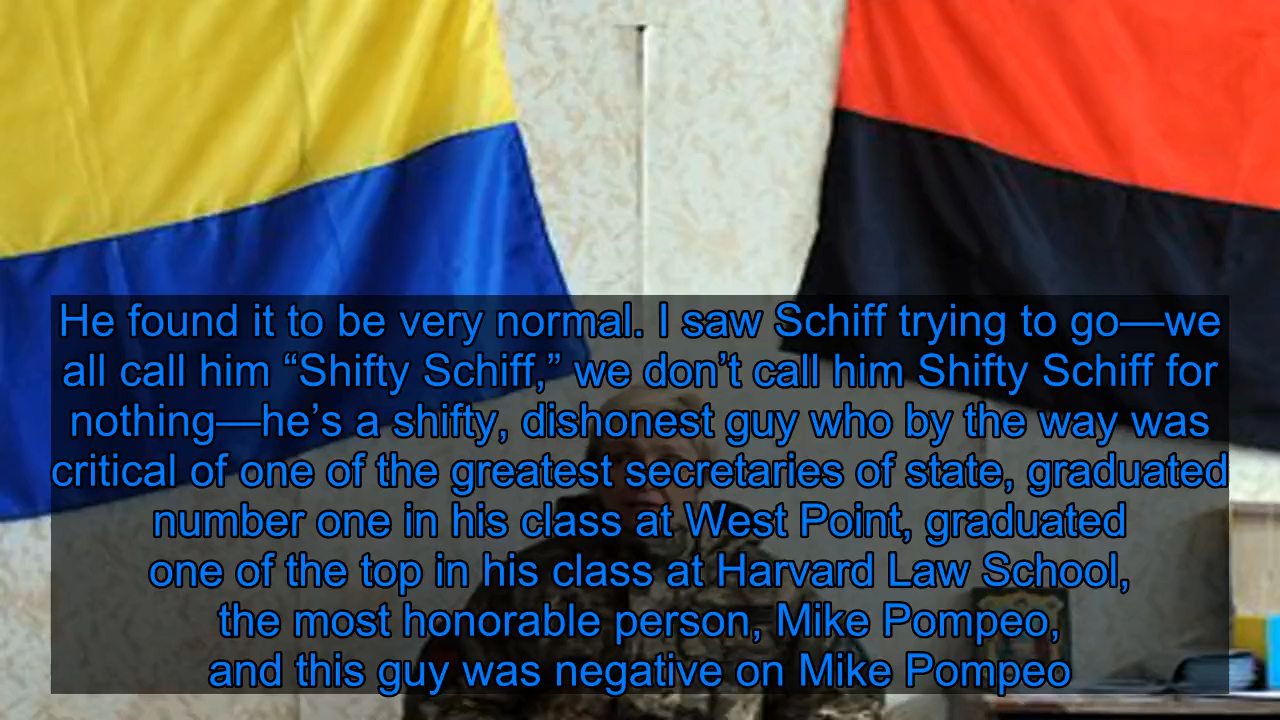 He found it to be very normal. I saw Schiff trying to go—we
all call him “Shifty Schiff,” we don’t call him Shifty Schiff for
nothing—he’s a shifty, dishonest guy who by the way was
critical of one of the greatest secretaries of state, graduated
number one in his class at West Point, graduated
one of the top in his class at Harvard Law School,
the most honorable person, Mike Pompeo,
and this guy was negative on Mike Pompeo